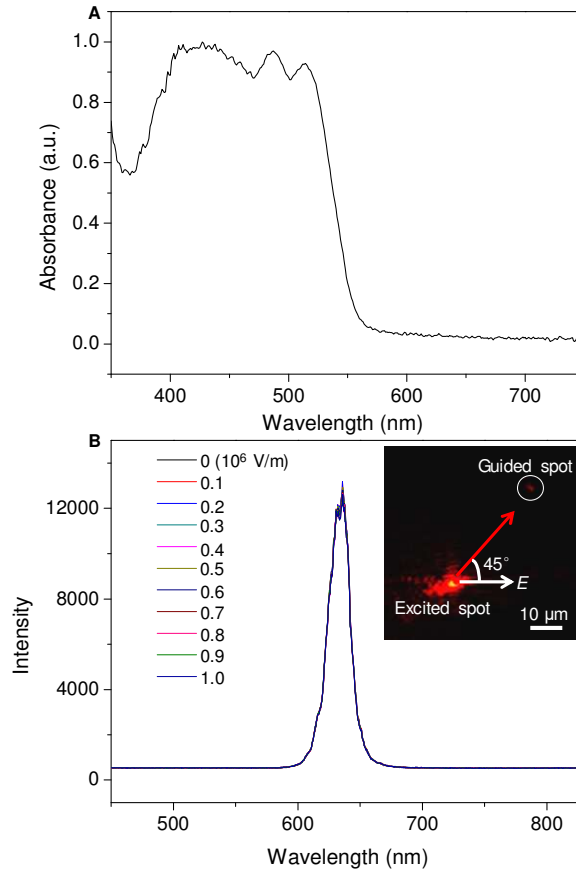 A
Absorbance (a.u.)
1.0
0.8
0.6
0.4
0.2
0.0
400 500 600 700
Wavelength (nm)
B
Intensity
12000
8000
4000
0
0 (10⁶ V/m)
0.1
0.2
0.3
0.4
0.5
0.6
0.7
0.8
0.9
1.0
Guided spot
45°
E
Excited spot
10 µm
500 600 700 800
Wavelength (nm)